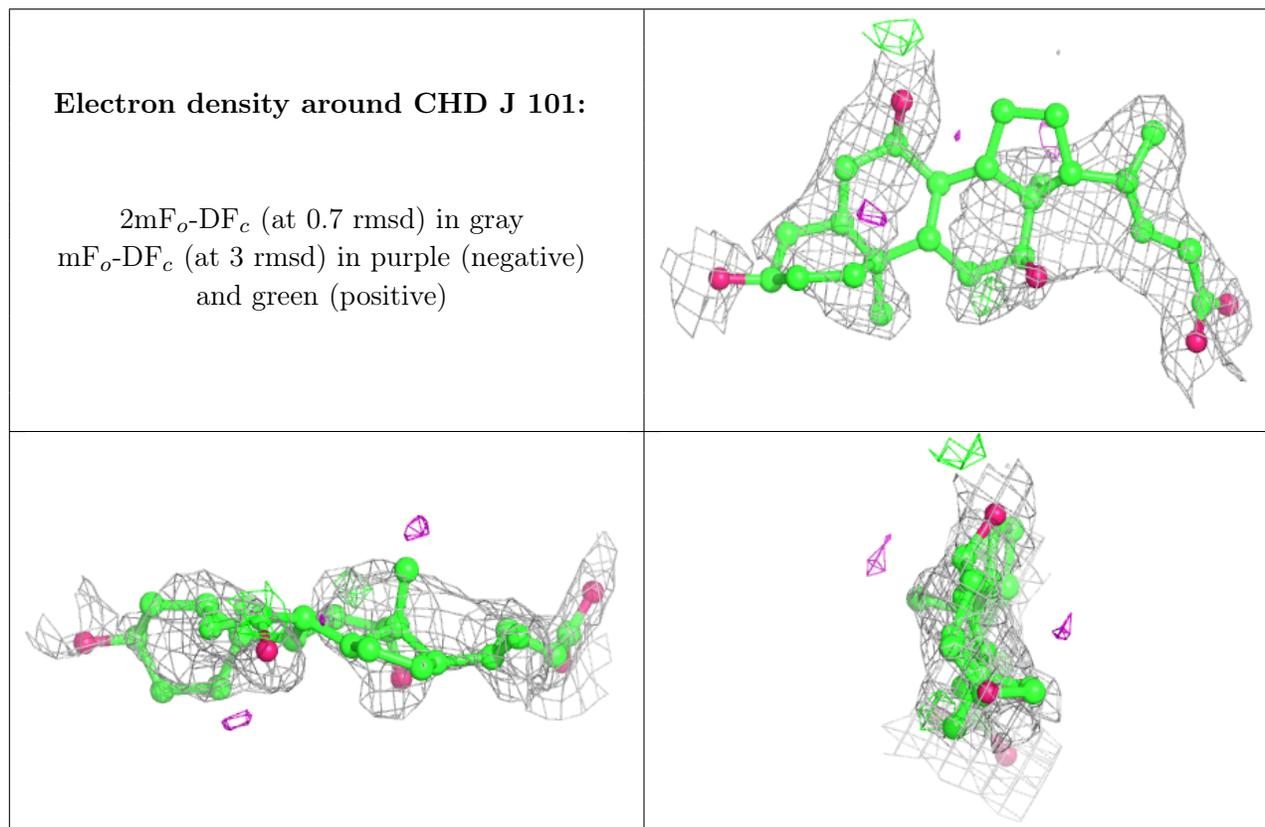 Electron density around CHD J 101:
2mFo-DFc (at 0.7 rmsd) in gray
mFo-DFc (at 3 rmsd) in purple (negative)
and green (positive)